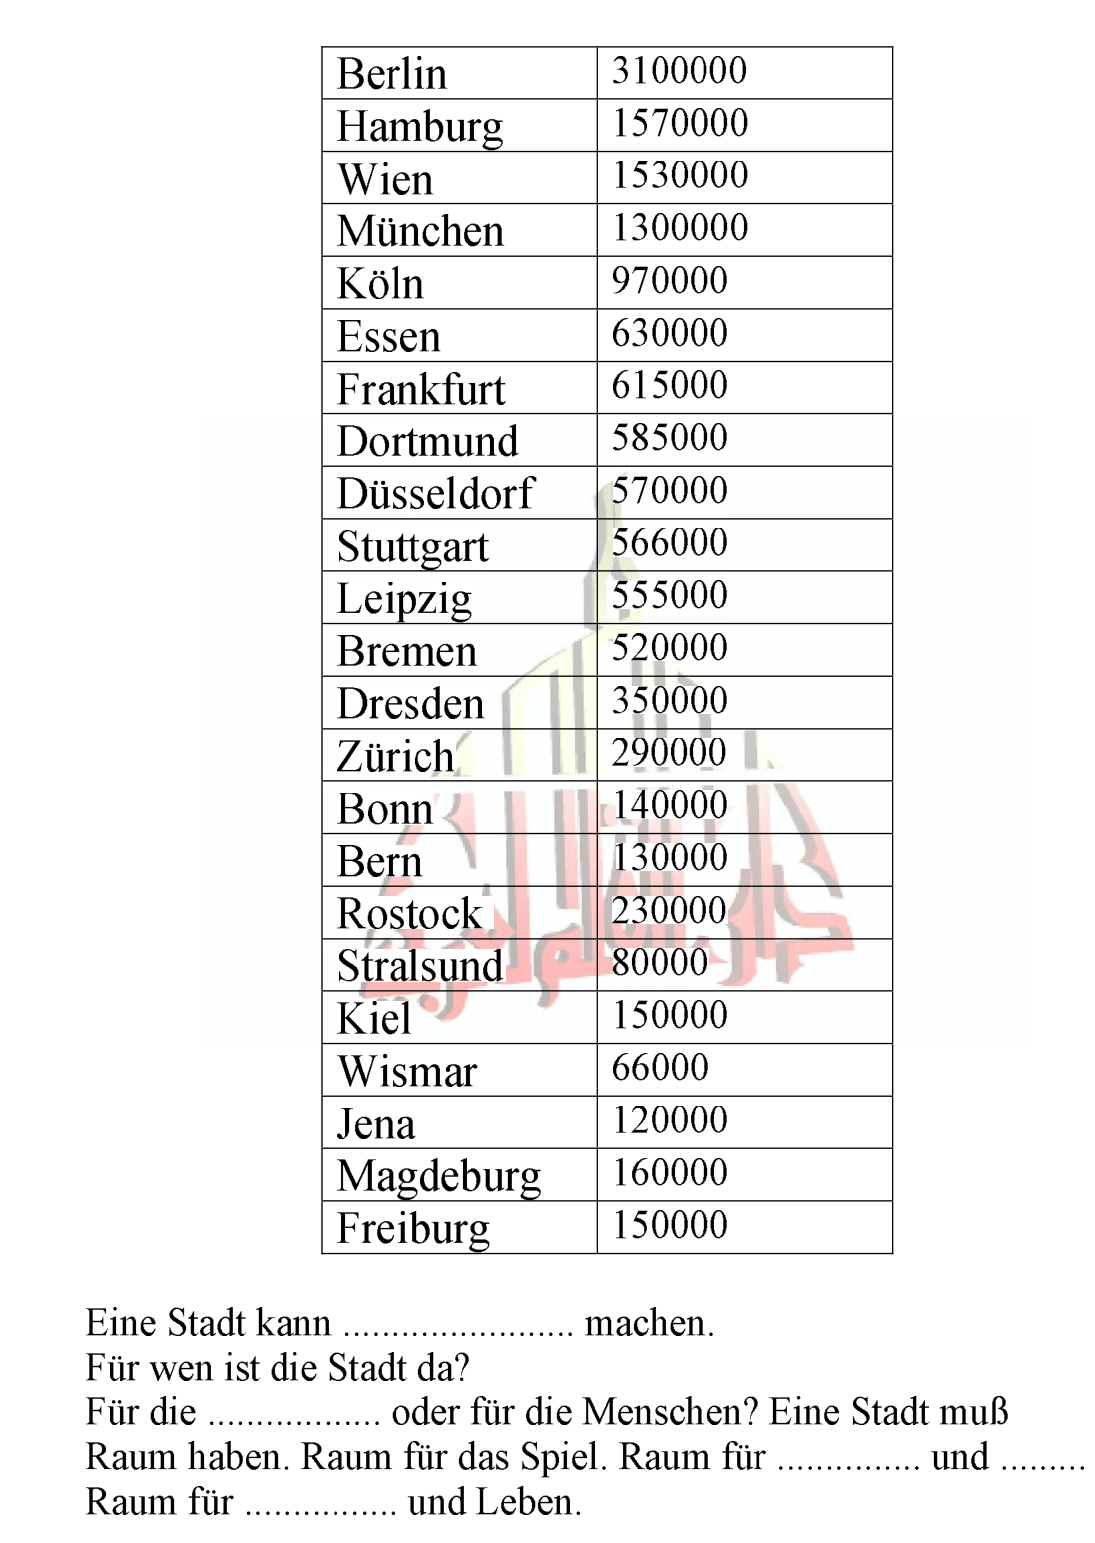 Berlin 3100000
Hamburg 1570000
Wien 1530000
München 1300000
Köln 970000
Essen 630000
Frankfurt 615000
Dortmund 585000
Düsseldorf 570000
Stuttgart 566000
Leipzig 555000
Bremen 520000
Dresden 350000
Zürich 290000
Bonn 140000
Bern 130000
Rostock 230000
Stralsund 80000
Kiel 150000
Wismar 66000
Jena 120000
Magdeburg 160000
Freiburg 150000
Eine Stadt kann ........................ machen.
Für wen ist die Stadt da?
Für die .................. oder für die Menschen? Eine Stadt muß
Raum haben. Raum für das Spiel. Raum für ............... und .........
Raum für ................ und Leben.